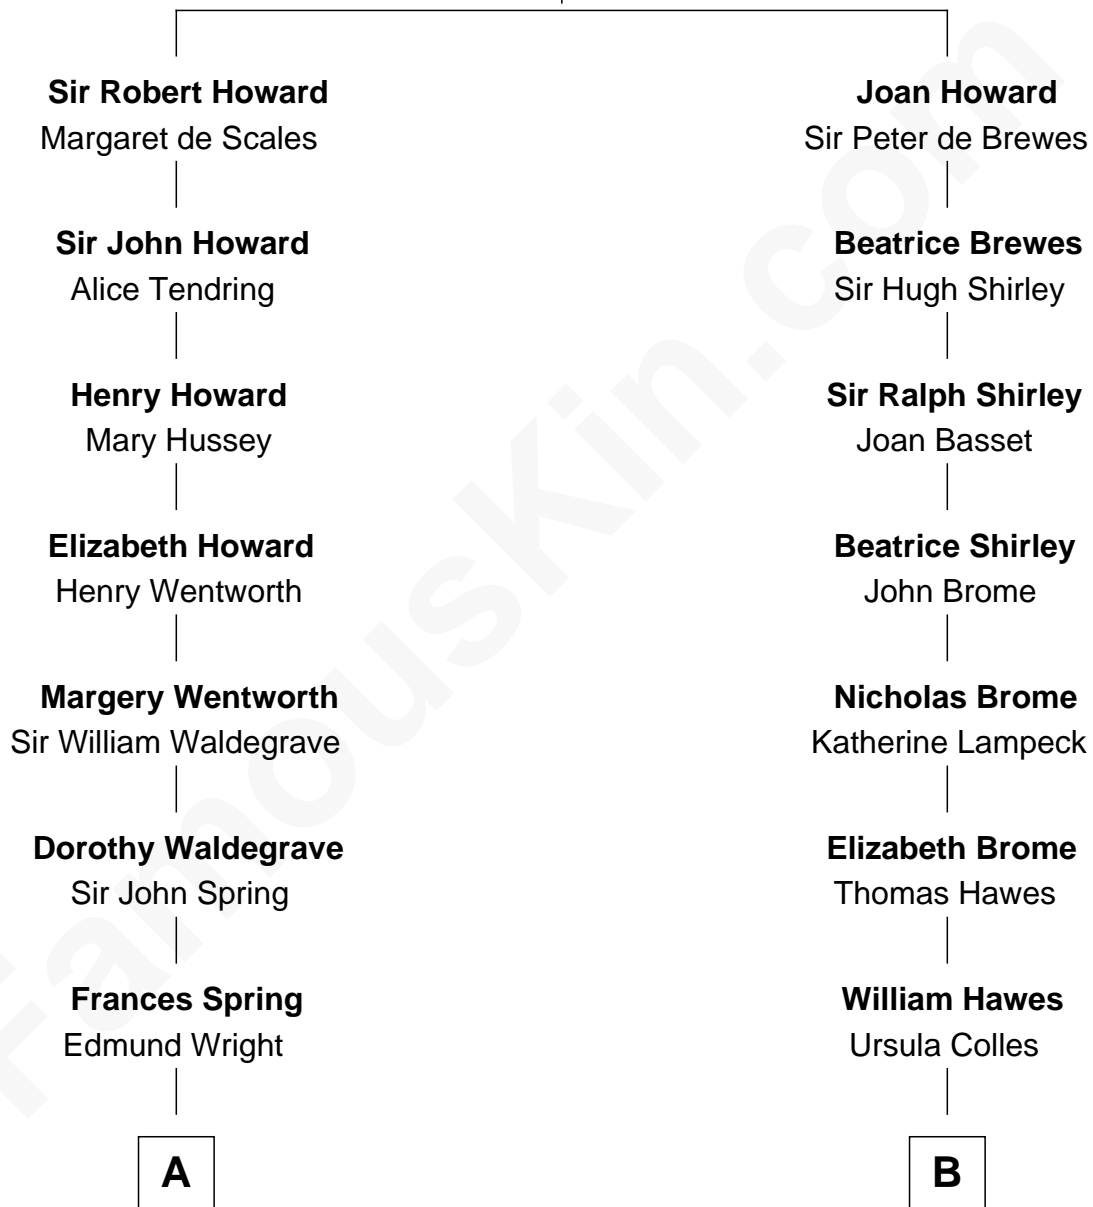 Sir Robert Howard
Margaret de Scales
Joan Howard
Sir Peter de Brewes
Sir John Howard
Alice Tendring
Beatrice Brewes
Sir Hugh Shirley
Henry Howard
Mary Hussey
Sir Ralph Shirley
Joan Basset
Elizabeth Howard
Henry Wentworth
Beatrice Shirley
John Brome
Margery Wentworth
Sir William Waldegrave
Nicholas Brome
Katherine Lampeck
Dorothy Waldegrave
Sir John Spring
Elizabeth Brome
Thomas Hawes
Frances Spring
Edmund Wright
William Hawes
Ursula Colles
A
B
FamousKin.com